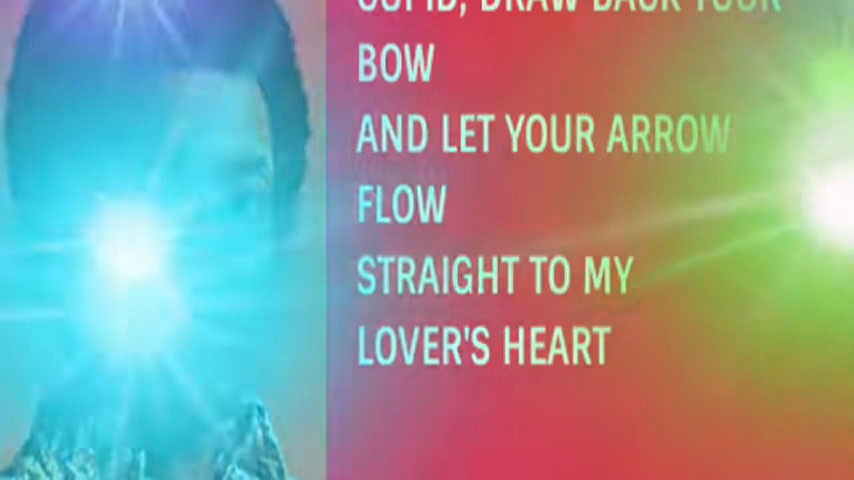 CUPID, DRAW BACK YOUR
BOW
AND LET YOUR ARROW
FLOW
STRAIGHT TO MY
LOVER'S HEART